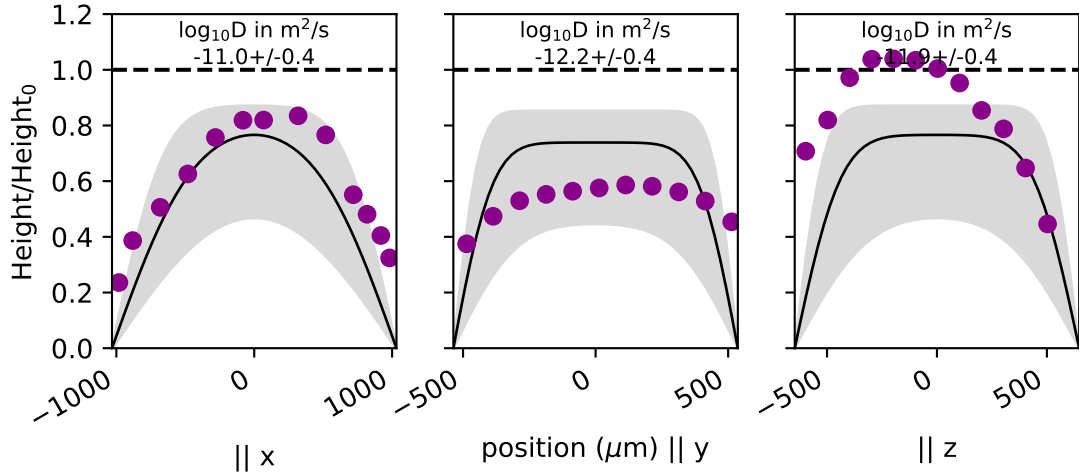 log₁₀D in m²/s
-11.0+/-0.4
log₁₀D in m²/s
-12.2+/-0.4
log₁₀D in m²/s
-11.9+/-0.4
Height/Height₀
1.2
1.0
0.8
0.6
0.4
0.2
0.0
−1000
0
1000
−500
0
500
−500
0
500
|| x
position (μm) || y
|| z